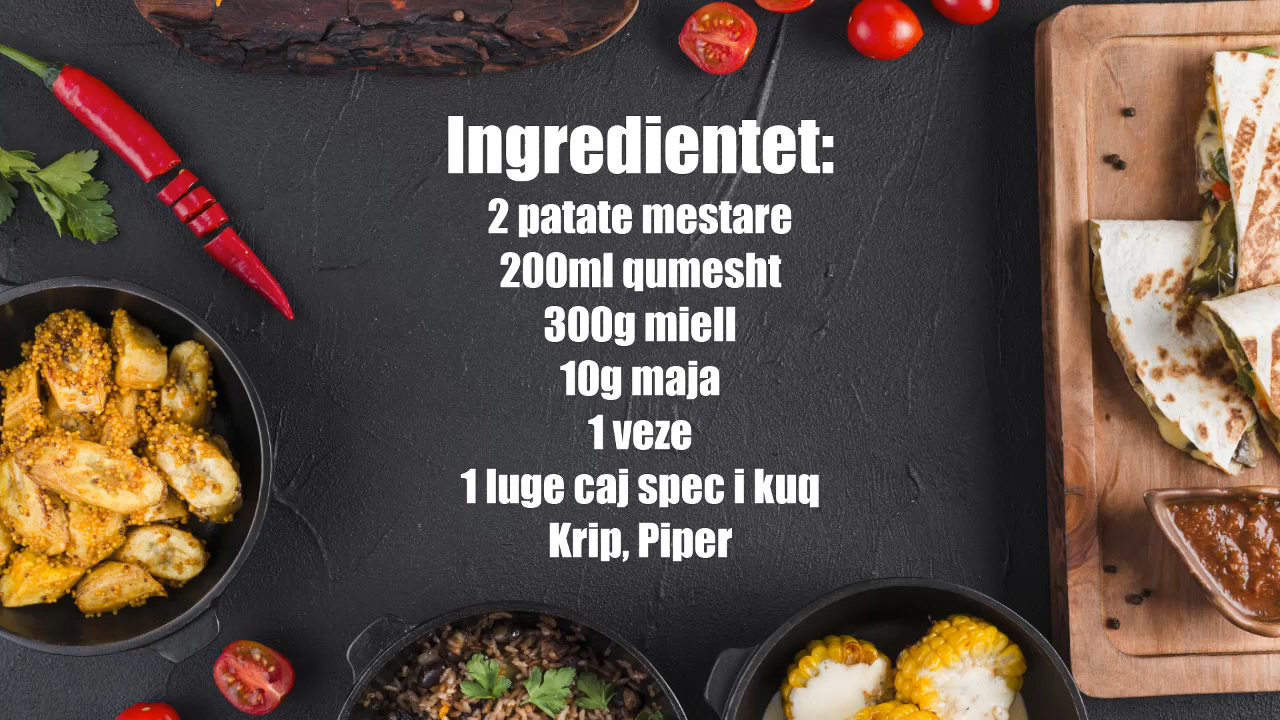 Ingredientet:
2 patate mestare
200ml qumesht
300g miell
10g maja
1 veze
1 luge caj spec i kuq
Krip, Piper